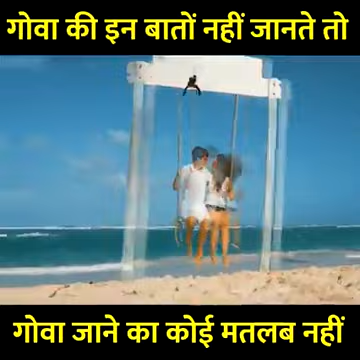 गोवा की इन बातों नहीं जानते तो
गोवा जाने का कोई मतलब नहीं